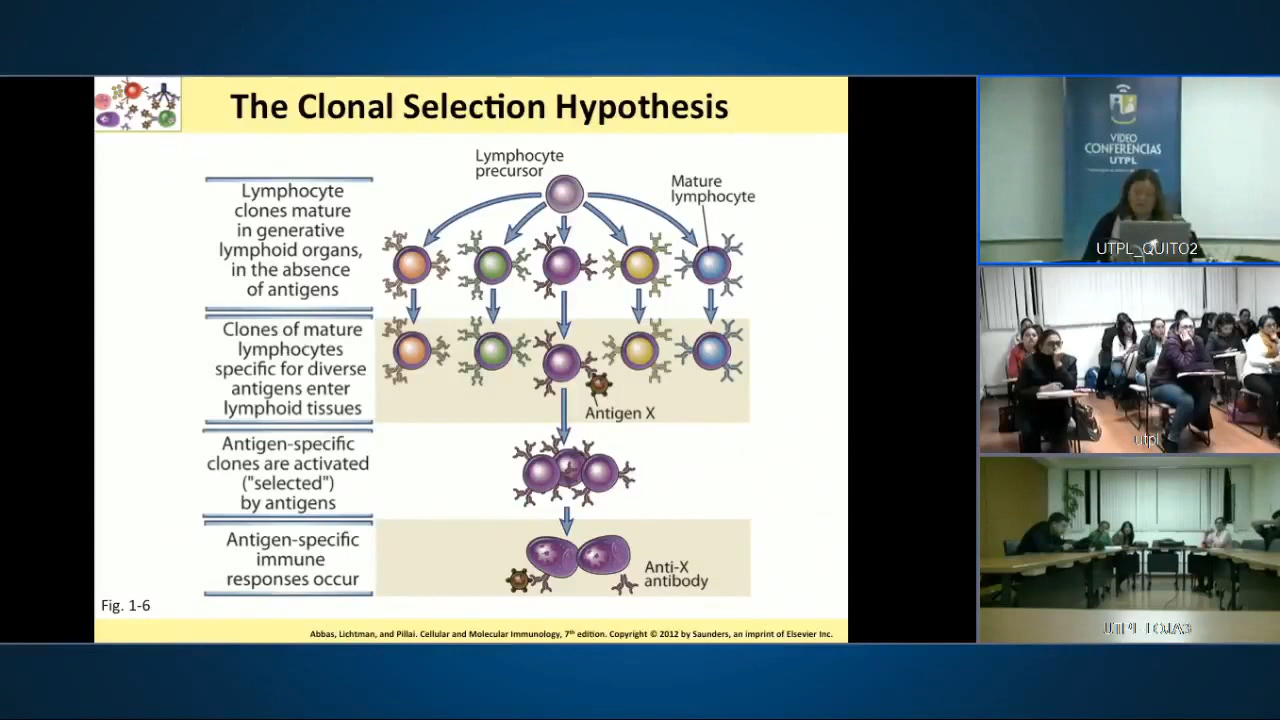 The Clonal Selection Hypothesis
Lymphocyte
precursor
Mature
lymphocyte
Lymphocyte
clones mature
in generative
lymphoid organs,
in the absence
of antigens
Clones of mature
lymphocytes
specific for diverse
antigens enter
lymphoid tissues
Antigen X
Antigen-specific
clones are activated
("selected")
by antigens
Antigen-specific
immune
responses occur
Anti-X
antibody
Fig. 1-6
Abbas, Lichtman, and Pillai. Cellular and Molecular Immunology, 7th edition. Copyright © 2012 by Saunders, an imprint of Elsevier Inc.
VIDEO
CONFERENCIAS
UTPL
UTPL_QUITO2
utpl
UTPL_LOJA3